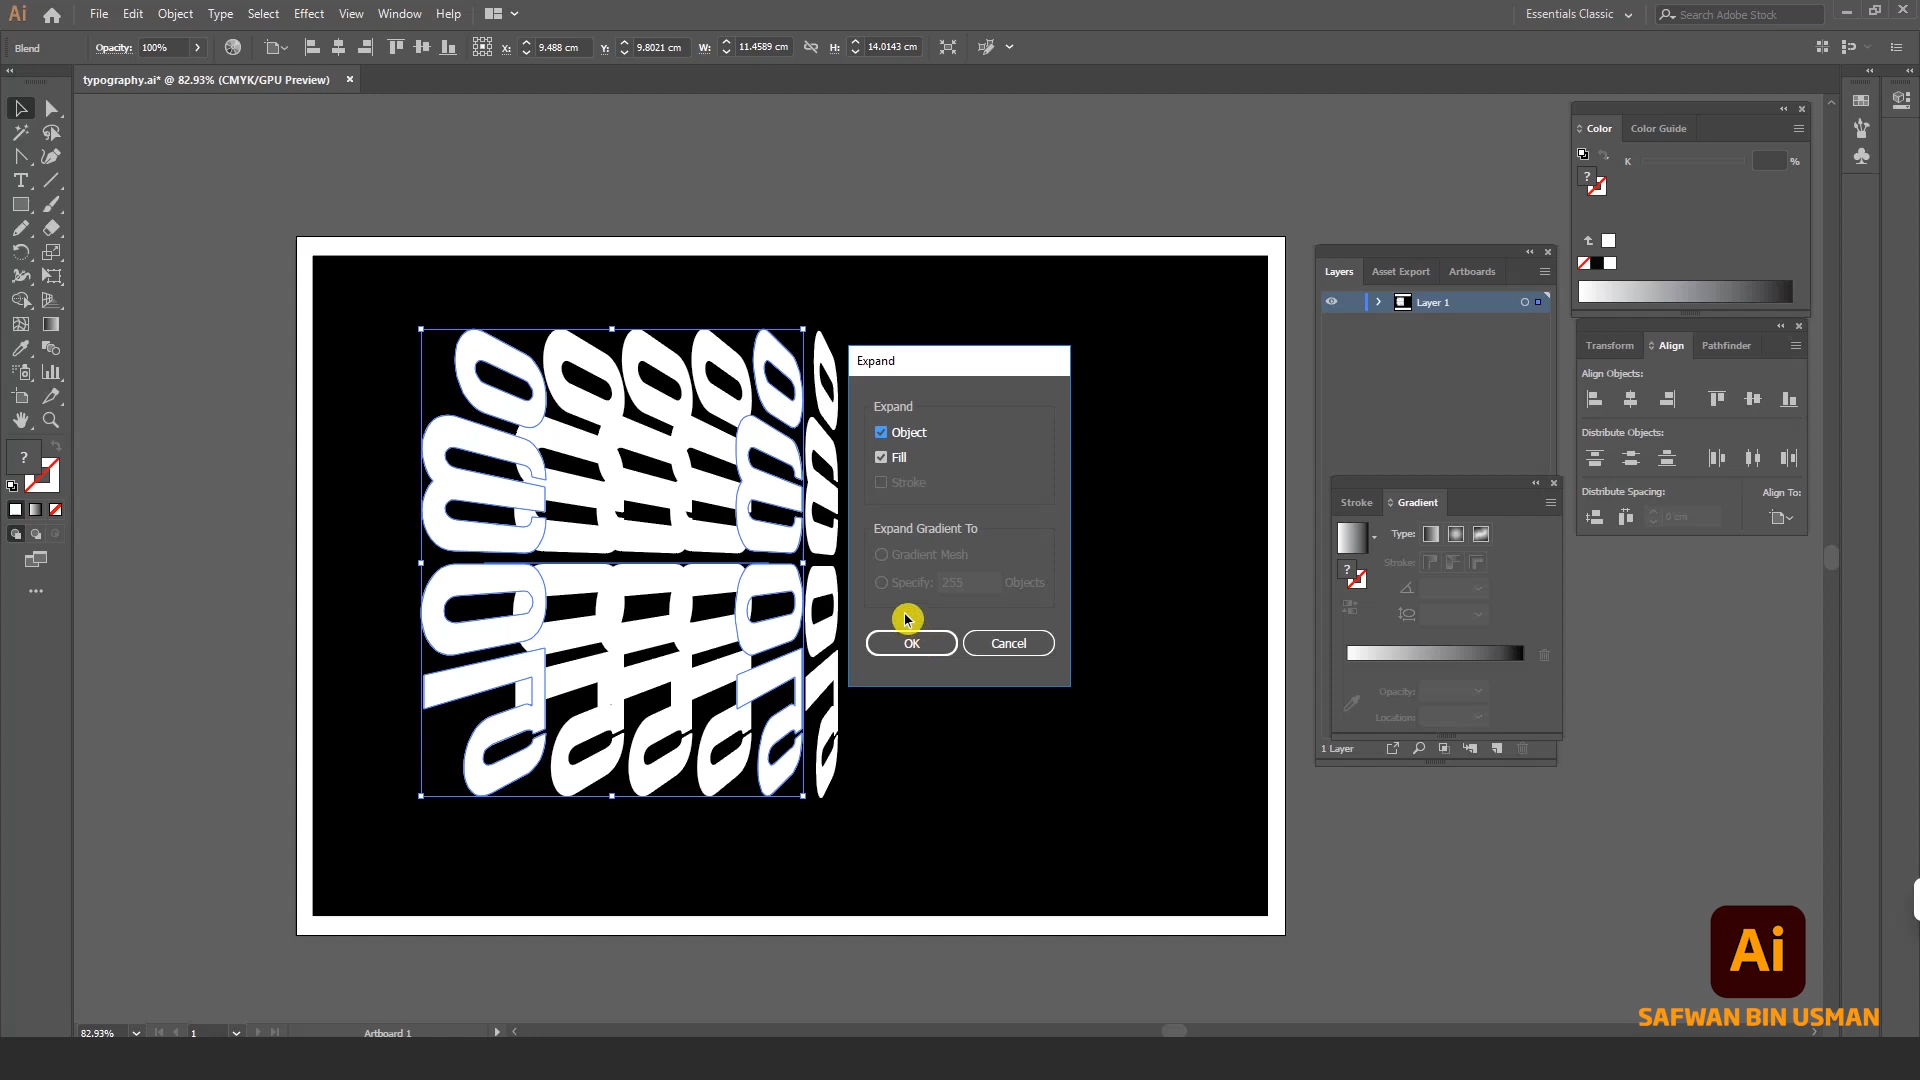 Ai File Edit Object Type Select Effect View Window Help
Essentials Classic
Search Adobe Stock
Blend Opacity: 100% X: 9.488 cm Y: 9.8021 cm W: 11.4589 cm H: 14.0143 cm
typography.ai* @ 82.93% (CMYK/GPU Preview)
Color Color Guide
K %
?
Layers Asset Export Artboards
Layer 1
Transform Align Pathfinder
Align Objects:
Distribute Objects:
Distribute Spacing: Align To:
0 cm
Expand
Expand
Object
Fill
Stroke
Expand Gradient To
Gradient Mesh
Specify: 255 Objects
OK Cancel
?
Stroke Gradient
Type:
Stroke:
?
Opacity:
Location:
1 Layer
Ai
SAFWAN BIN USMAN
82.93% 1 Artboard 1